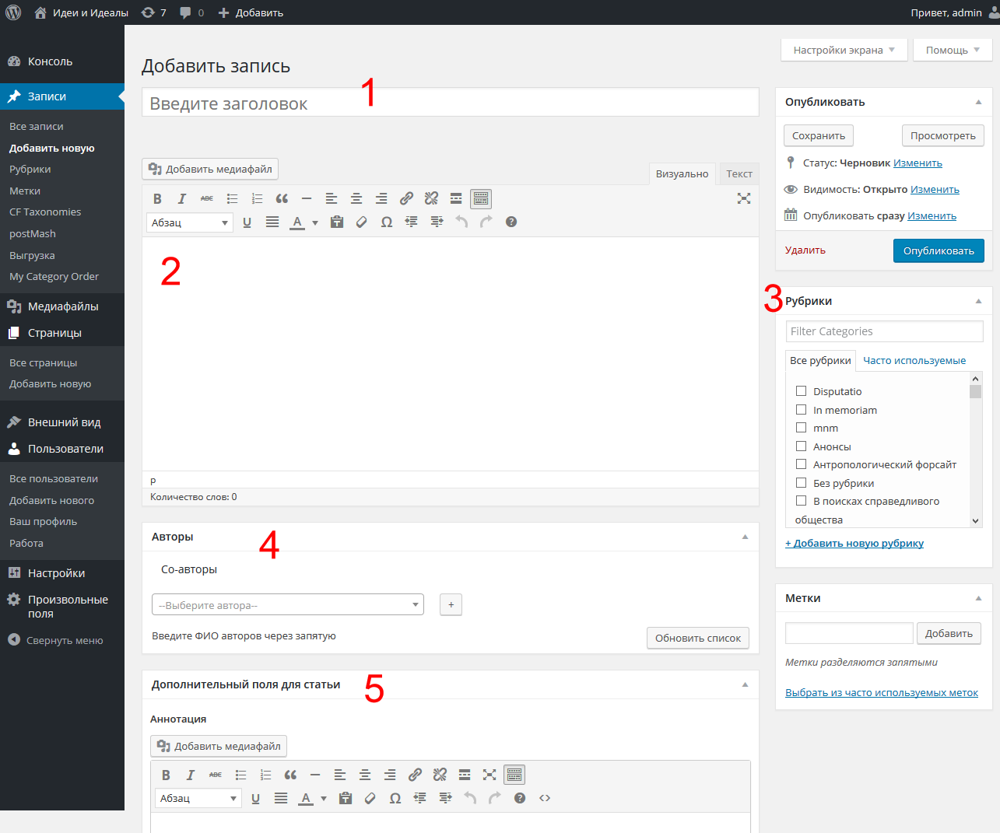 Идеи и Идеалы 7 0 Добавить Привет, admin
Настройки экрана Помощь
Консоль
Записи
Все записи
Добавить новую
Рубрики
Метки
CF Taxonomies
postMash
Выгрузка
My Category Order
Медиафайлы
Страницы
Все страницы
Добавить новую
Внешний вид
Пользователи
Все пользователи
Добавить нового
Ваш профиль
Работа
Настройки
Произвольные
поля
Свернуть меню
Добавить запись
1
Введите заголовок
Добавить медиафайл
Визуально Текст
B I ABC
Абзац U A Ω ?
2
p
Количество слов: 0
Авторы
4
Со-авторы
--Выберите автора-- +
Введите ФИО авторов через запятую
Обновить список
Дополнительный поля для статьи
5
Аннотация
Добавить медиафайл
B I ABC
Абзац U A Ω ? <>
Опубликовать
Сохранить Просмотреть
Статус: Черновик Изменить
Видимость: Открыто Изменить
Опубликовать сразу Изменить
Удалить Опубликовать
3
Рубрики
Filter Categories
Все рубрики Часто используемые
Disputatio
In memoriam
mnm
Анонсы
Антропологический форсайт
Без рубрики
В поисках справедливого
общества
+ Добавить новую рубрику
Метки
Добавить
Метки разделяются запятыми
Выбрать из часто используемых меток